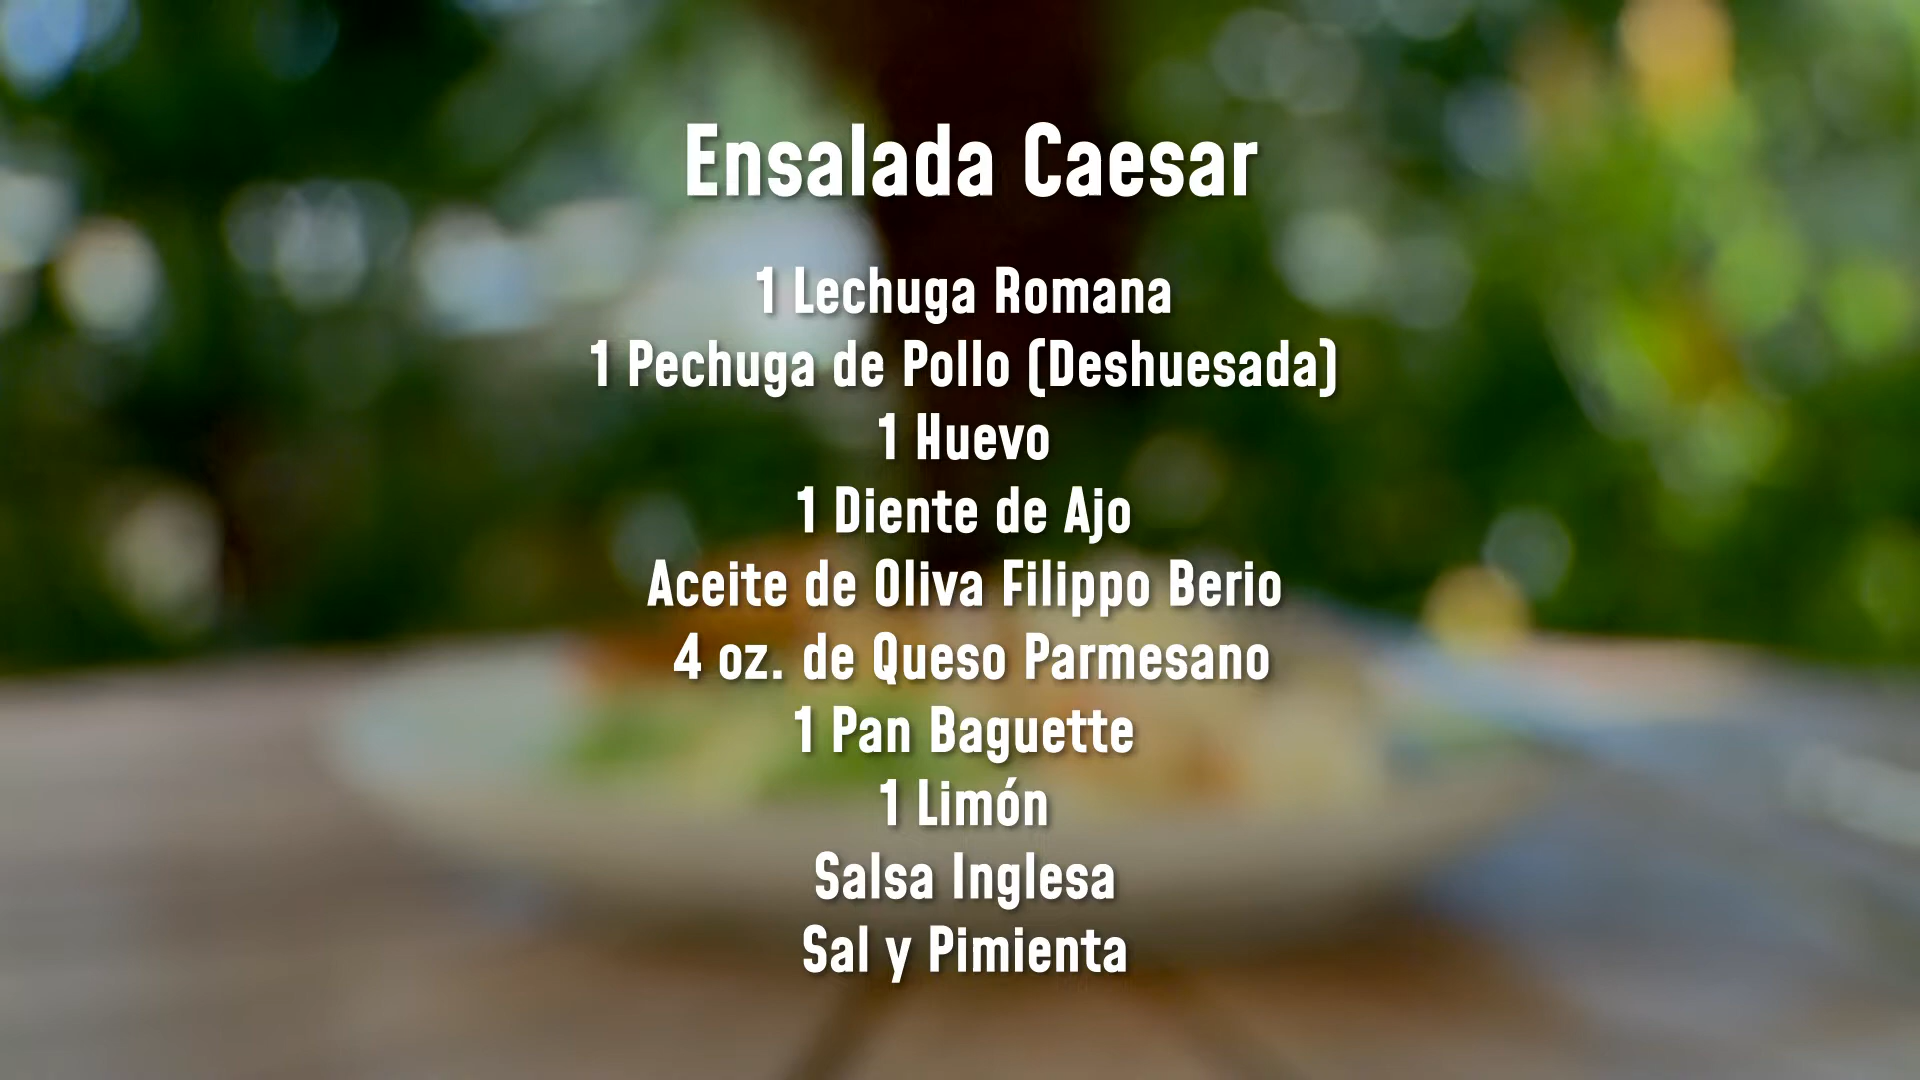 Ensalada Caesar
1 Lechuga Romana
1 Pechuga de Pollo (Deshuesada)
1 Huevo
1 Diente de Ajo
Aceite de Oliva Filippo Berio
4 oz. de Queso Parmesano
1 Pan Baguette
1 Limón
Salsa Inglesa
Sal y Pimienta